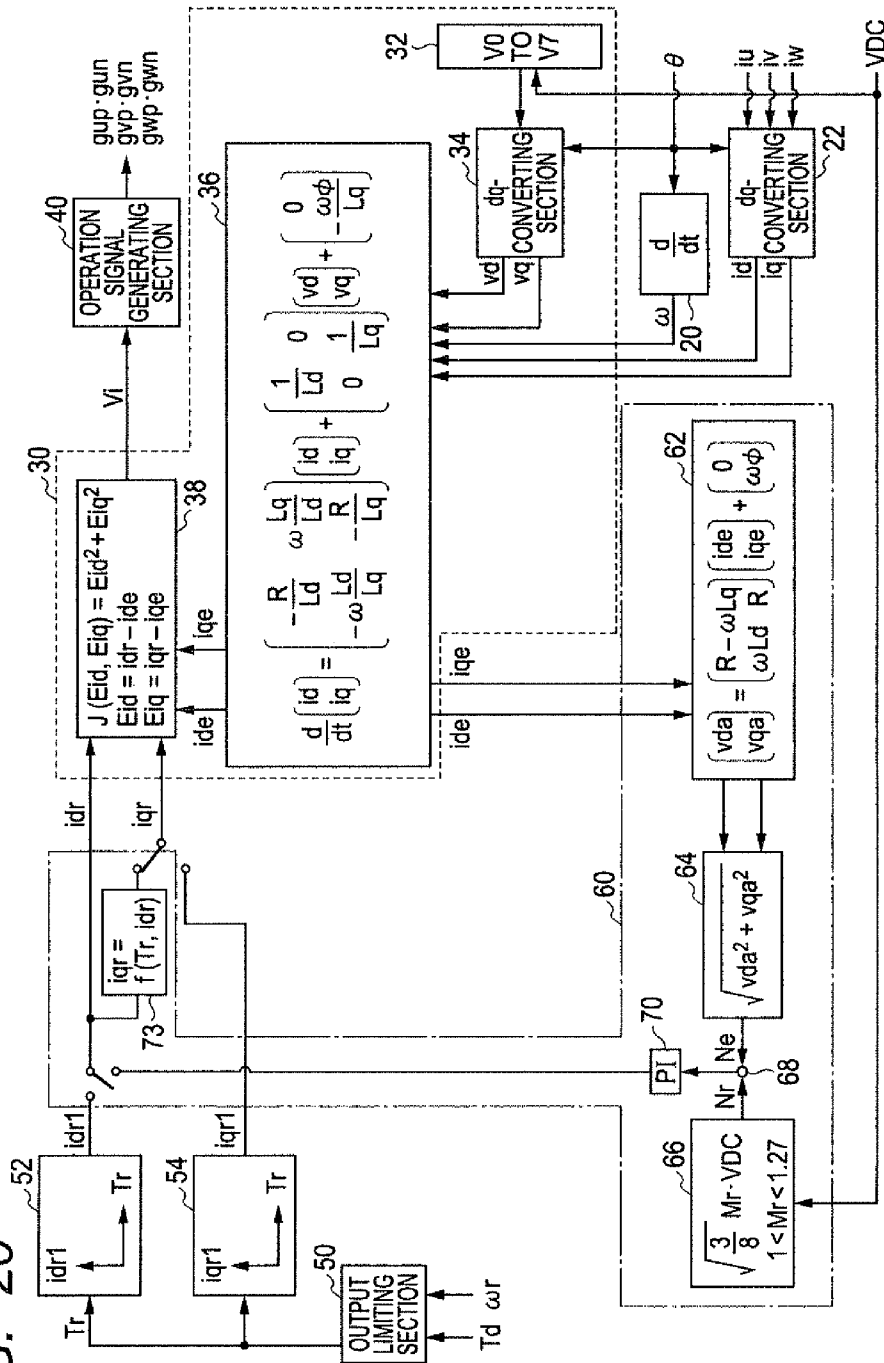 gup·gun
gvp·gvn
gwp·gwn
40
OPERATION
SIGNAL
GENERATING
SECTION
Vi
30
38
J (Eid, Eiq) = Eid² + Eiq²
Eid = idr – ide
Eiq = iqr – iqe
idr
iqr
ide
iqe
36
d/dt (id iq) = (-R/Ld ω Lq/Ld -ω Ld/Lq -R/Lq) (id iq) + (1/Ld 0 0 1/Lq) (vd vq) + (0 -ωφ/Lq)
32
V0
TO
V7
34
dq-
CONVERTING
SECTION
vd
vq
θ
d/dt
ω
20
iu
iv
iw
dq-
CONVERTING
SECTION
22
id
iq
VDC
iqr =
f (Tr, idr)
73
52
idr1
Tr
idr1
54
iqr1
Tr
iqr1
Tr
50
OUTPUT
LIMITING
SECTION
Td
ωr
60
ide
iqe
62
(vda vqa) = (R -ωLq ωLd R) (ide iqe) + (0 ωφ)
64
√vda² + vqa²
Ne
68
Nr
70
PI
66
√3/8 Mr·VDC
1 < Mr < 1.27